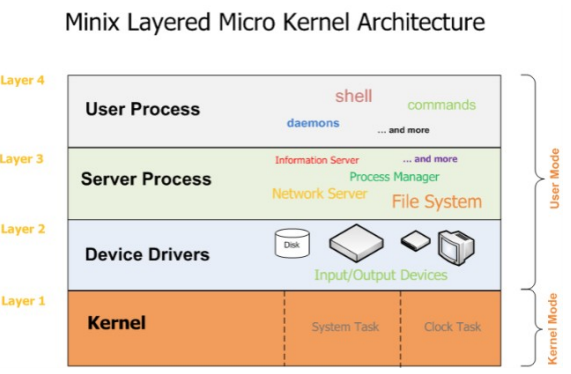 Minix Layered Micro Kernel Architecture
Layer 4
User Process
shell
commands
daemons
... and more
Layer 3
Server Process
Information Server
... and more
Process Manager
Network Server
File System
User Mode
Layer 2
Device Drivers
Disk
Input/Output Devices
Layer 1
Kernel
System Task
Clock Task
Kernel Mode